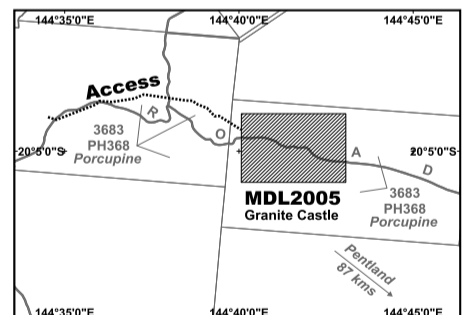 144°35'0"E
144°40'0"E
144°45'0"E
Access
R O A D
3683
PH368
Porcupine
20°5'0"S
20°5'0"S
MDL2005
Granite Castle
3683
PH368
Porcupine
Pentland
87 kms
144°35'0"E
144°40'0"E
144°45'0"E